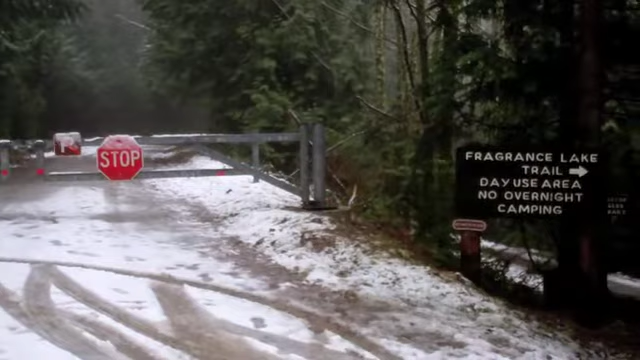 STOP
FRAGRANCE LAKE
TRAIL
DAY USE AREA
NO OVERNIGHT
CAMPING